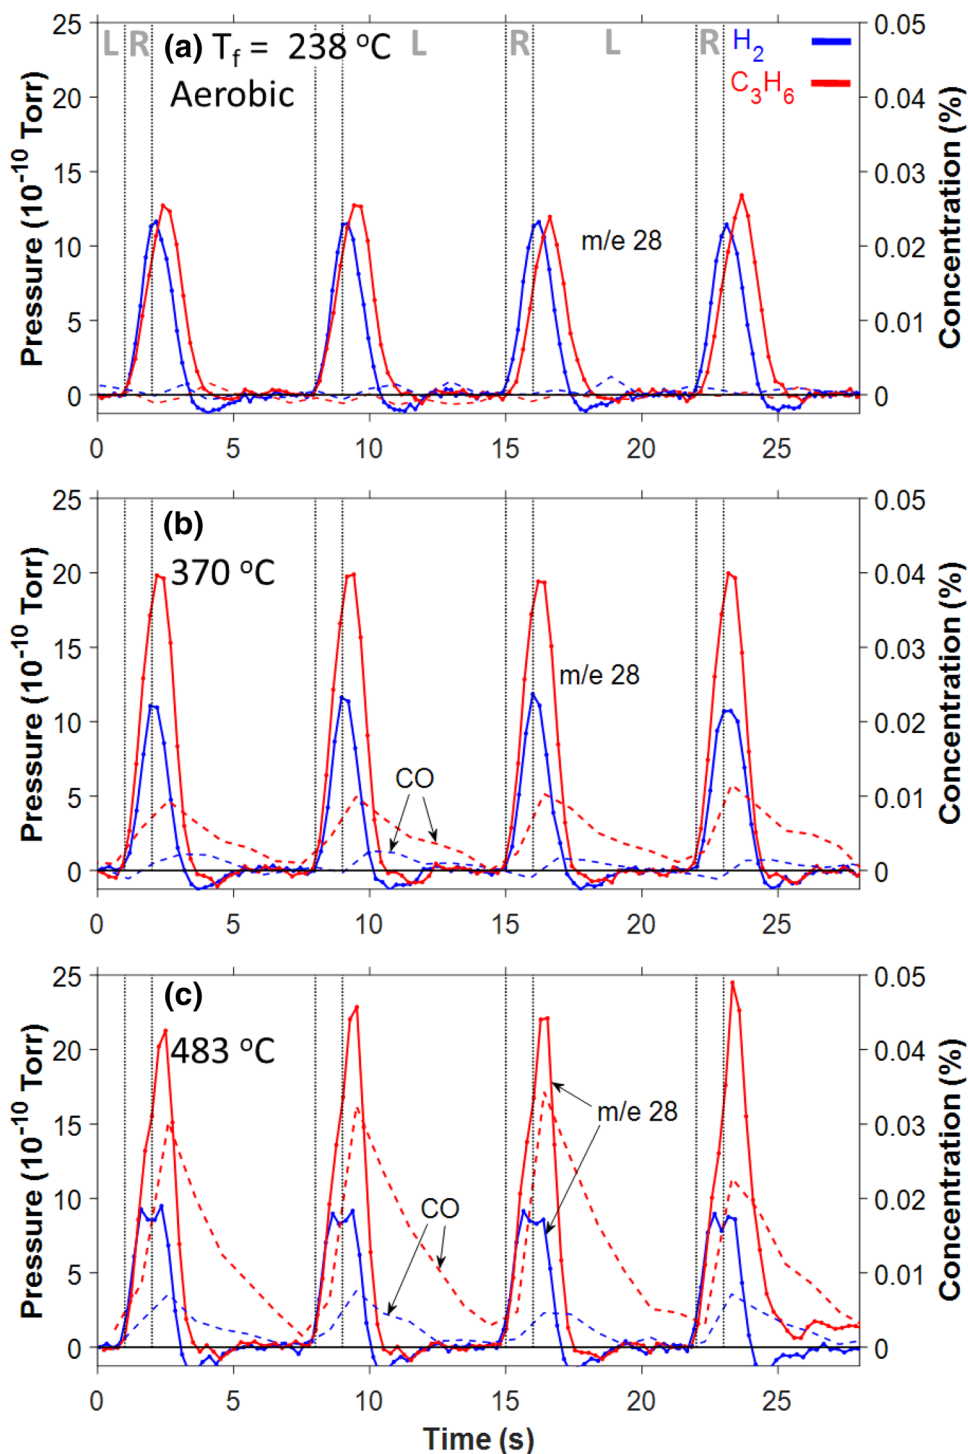 25 0.05
L R (a) T_f = 238 °C L R L R H_2
Aerobic C_3H_6
20 0.04
15 0.03
10 m/e 28 0.02
5 0.01
0 0
0 5 10 15 20 25
Pressure (10^-10 Torr)
Concentration (%)
25 0.05
(b)
370 °C
20 0.04
15 0.03
m/e 28
10 0.02
CO
5 0.01
0 0
0 5 10 15 20 25
Pressure (10^-10 Torr)
Concentration (%)
25 0.05
(c)
483 °C
20 0.04
m/e 28
15 0.03
10 0.02
CO
5 0.01
0 0
0 5 10 15 20 25
Pressure (10^-10 Torr)
Concentration (%)
Time (s)